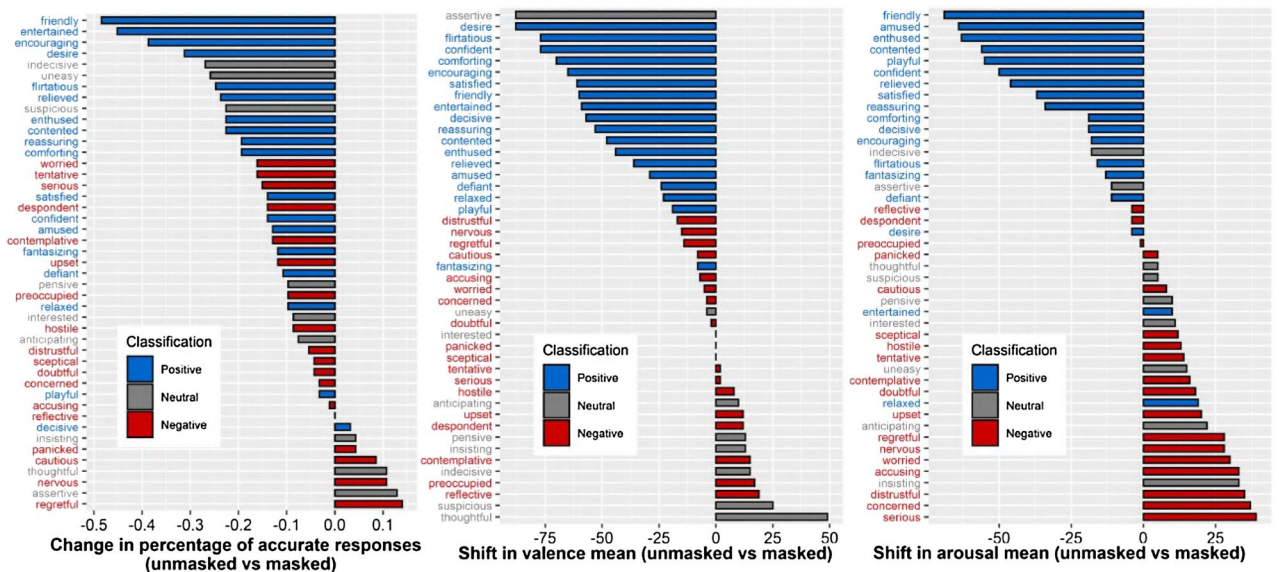 friendly
entertained
encouraging
desire
indecisive
uneasy
flirtatious
relieved
suspicious
enthused
contented
reassuring
comforting
worried
tentative
serious
satisfied
despondent
confident
amused
contemplative
fantasizing
upset
defiant
pensive
preoccupied
relaxed
interested
hostile
anticipating
distrustful
sceptical
doubtful
concerned
playful
accusing
reflective
decisive
insisting
panicked
cautious
thoughtful
nervous
assertive
regretful
Classification
Positive
Neutral
Negative
-0.5 -0.4 -0.3 -0.2 -0.1 0.0 0.1
Change in percentage of accurate responses
(unmasked vs masked)
assertive
desire
flirtatious
confident
comforting
encouraging
satisfied
friendly
entertained
decisive
reassuring
contented
enthused
relieved
amused
defiant
relaxed
playful
distrustful
nervous
regretful
cautious
fantasizing
accusing
worried
concerned
uneasy
doubtful
interested
panicked
sceptical
tentative
serious
hostile
anticipating
upset
despondent
pensive
insisting
contemplative
indecisive
preoccupied
reflective
suspicious
thoughtful
Classification
Positive
Neutral
Negative
-75 -50 -25 0 25 50
Shift in valence mean (unmasked vs masked)
friendly
amused
enthused
contented
playful
confident
relieved
satisfied
reassuring
comforting
decisive
encouraging
indecisive
flirtatious
fantasizing
assertive
defiant
reflective
despondent
desire
preoccupied
panicked
thoughtful
suspicious
cautious
pensive
entertained
interested
sceptical
hostile
tentative
uneasy
contemplative
doubtful
relaxed
upset
anticipating
regretful
nervous
worried
accusing
insisting
distrustful
concerned
serious
Classification
Positive
Neutral
Negative
-50 -25 0 25
Shift in arousal mean (unmasked vs masked)